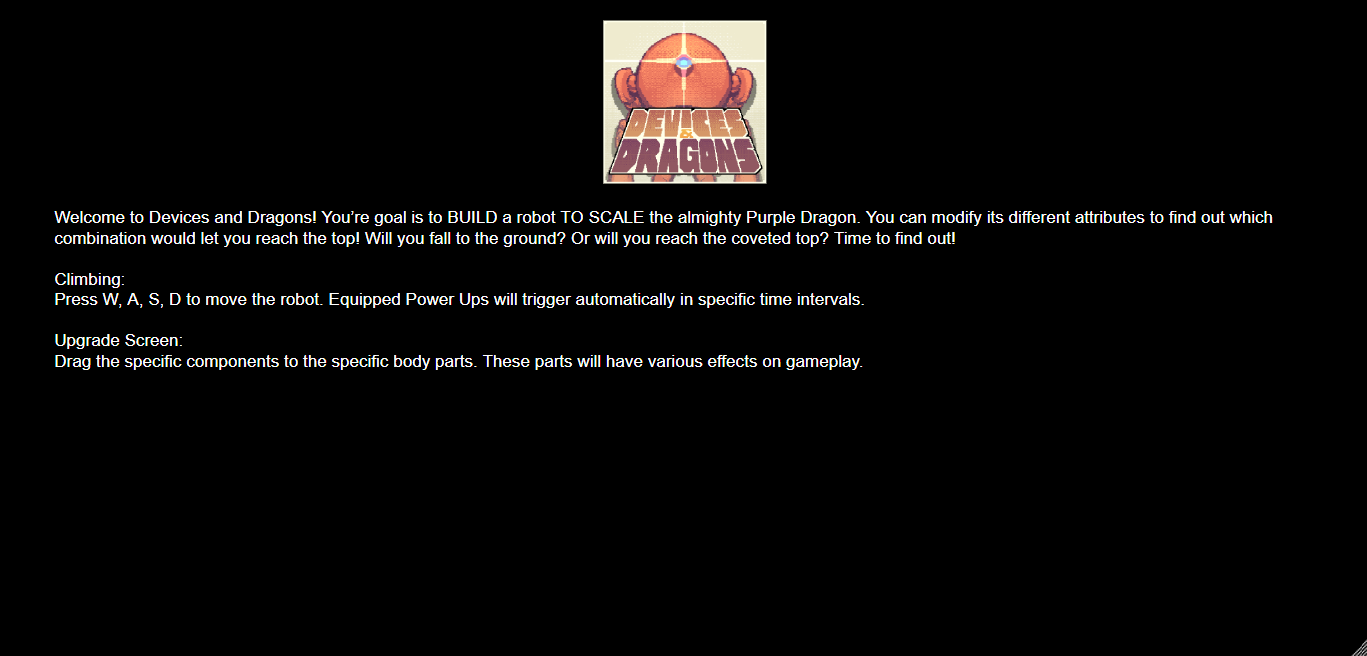 DEVICES
&
DRAGONS
Welcome to Devices and Dragons! You’re goal is to BUILD a robot TO SCALE the almighty Purple Dragon. You can modify its different attributes to find out which
combination would let you reach the top! Will you fall to the ground? Or will you reach the coveted top? Time to find out!
Climbing:
Press W, A, S, D to move the robot. Equipped Power Ups will trigger automatically in specific time intervals.
Upgrade Screen:
Drag the specific components to the specific body parts. These parts will have various effects on gameplay.